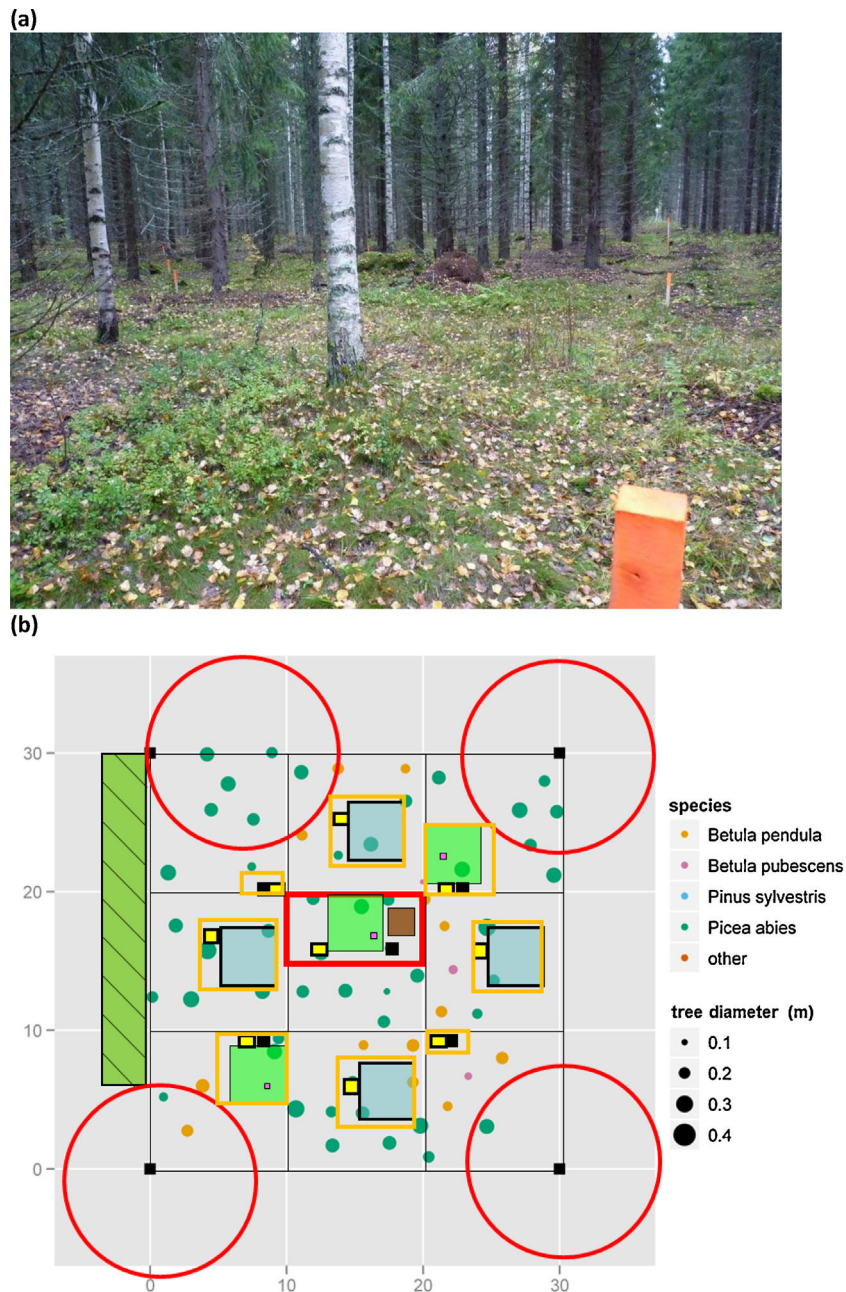 (a)
(b)
30
20
10
0
0
10
20
30
species
Betula pendula
Betula pubescens
Pinus sylvestris
Picea abies
other
tree diameter (m)
0.1
0.2
0.3
0.4